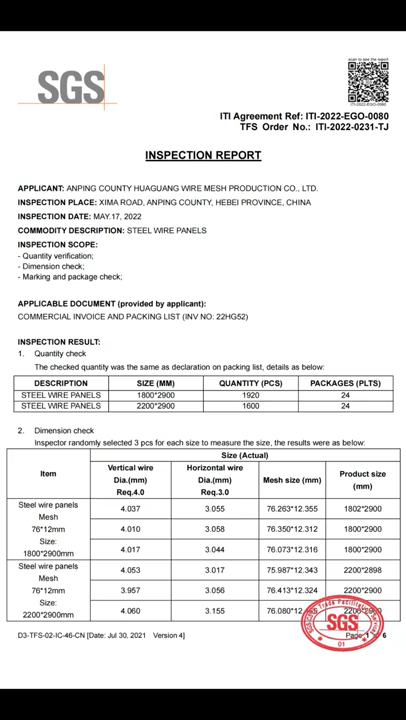 scan to see the report
SGS
ITI-2022-EGO-0080
ITI Agreement Ref: ITI-2022-EGO-0080
TFS Order No.: ITI-2022-0231-TJ
INSPECTION REPORT
APPLICANT: ANPING COUNTY HUAGUANG WIRE MESH PRODUCTION CO., LTD.
INSPECTION PLACE: XIMA ROAD, ANPING COUNTY, HEBEI PROVINCE, CHINA
INSPECTION DATE: MAY.17, 2022
COMMODITY DESCRIPTION: STEEL WIRE PANELS
INSPECTION SCOPE:
- Quantity verification;
- Dimension check;
- Marking and package check;
APPLICABLE DOCUMENT (provided by applicant):
COMMERCIAL INVOICE AND PACKING LIST (INV NO: 22HG52)
INSPECTION RESULT:
1. Quantity check
The checked quantity was the same as declaration on packing list, details as below:
DESCRIPTION SIZE (MM) QUANTITY (PCS) PACKAGES (PLTS)
STEEL WIRE PANELS 1800*2900 1920 24
STEEL WIRE PANELS 2200*2900 1600 24
2. Dimension check
Inspector randomly selected 3 pcs for each size to measure the size, the results were as below:
Item Size (Actual)
Vertical wire Dia.(mm) Req.4.0 Horizontal wire Dia.(mm) Req.3.0 Mesh size (mm) Product size (mm)
Steel wire panels
Mesh
76*12mm
Size:
1800*2900mm
4.037 3.055 76.263*12.355 1802*2900
4.010 3.058 76.350*12.312 1800*2900
4.017 3.044 76.073*12.316 1800*2900
Steel wire panels
Mesh
76*12mm
Size:
2200*2900mm
4.053 3.017 75.987*12.343 2200*2898
3.957 3.056 76.413*12.324 2200*2900
4.060 3.155 76.080*12
D3-TFS-02-IC-46-CN [Date: Jul 30, 2021 Version 4]
Page 1 6
SGS
01